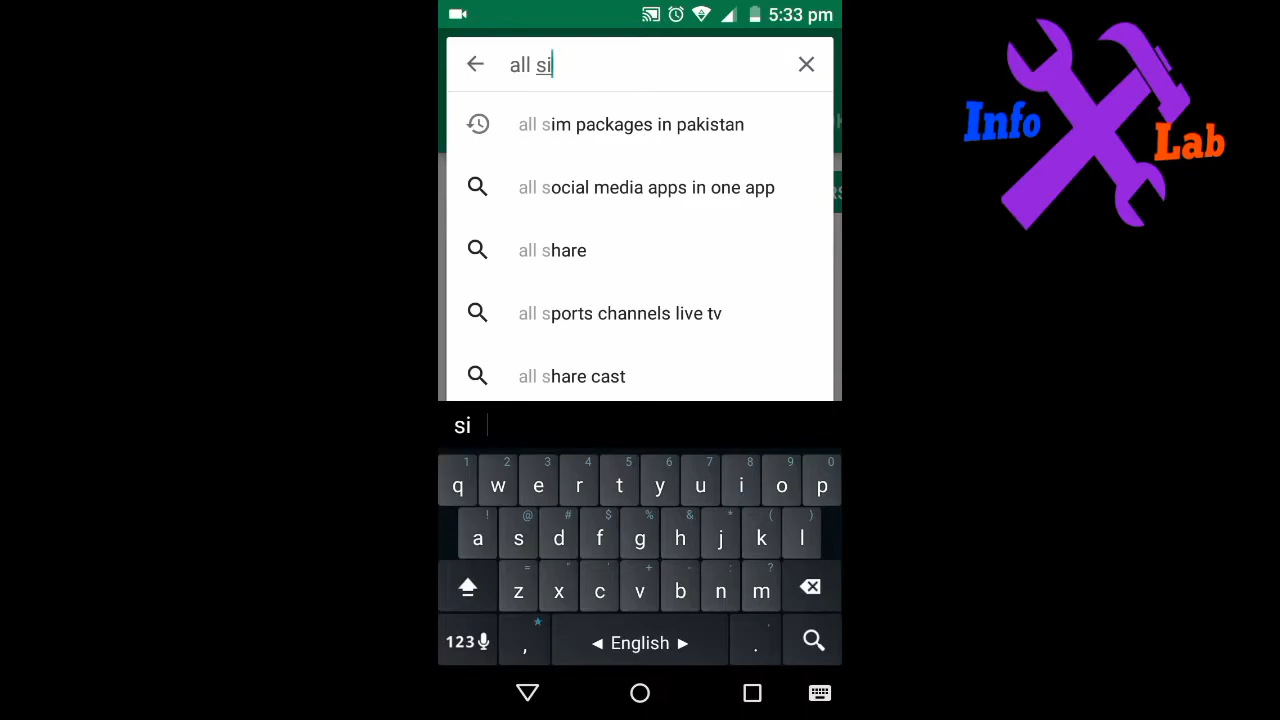 5:33 pm
all si
all sim packages in pakistan
all social media apps in one app
all share
all sports channels live tv
all share cast
si
1 2 3 4 5 6 7 8 9 0
q w e r t y u i o p
! @ # $ % & * ( )
a s d f g h j k l
= " ' + - : ; ?
z x c v b n m
123 , ◄ English ► .
Info
Lab